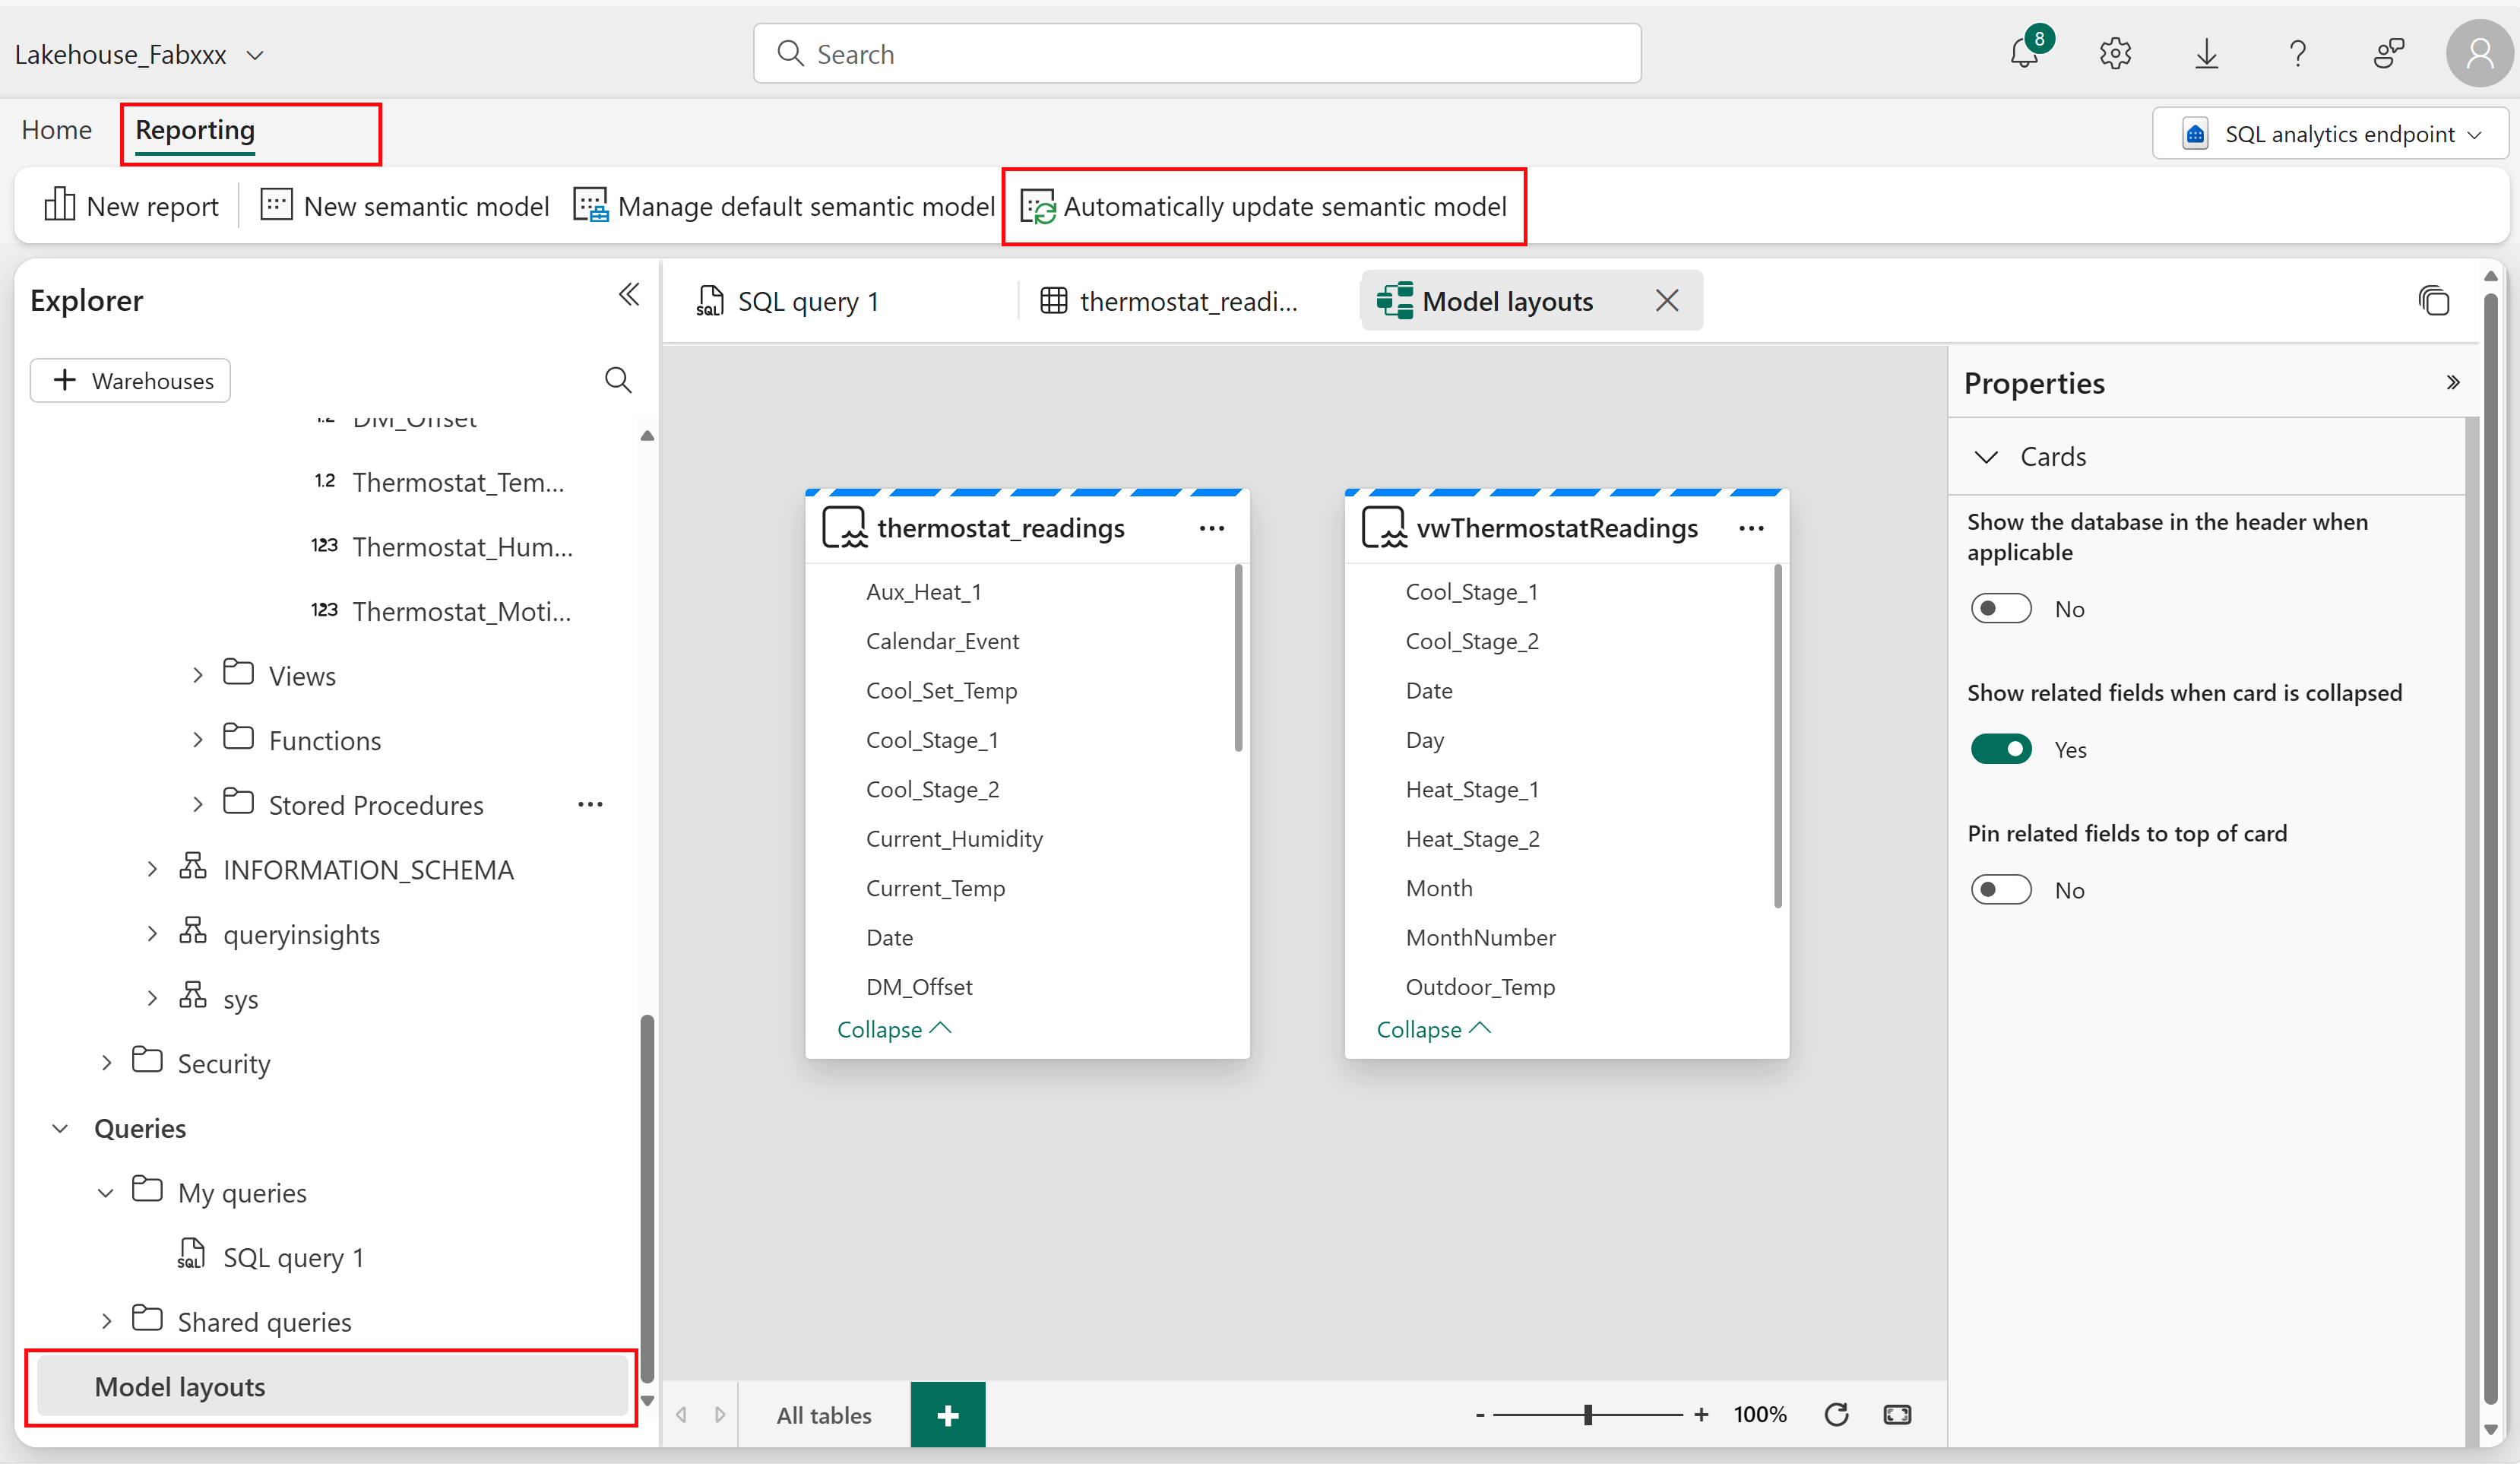 Lakehouse_Fabxxx
Search
8
Home
Reporting
SQL analytics endpoint
New report
New semantic model
Manage default semantic model
Automatically update semantic model
Explorer
Warehouses
1.2 DM_Offset
1.2 Thermostat_Tem...
123 Thermostat_Hum...
123 Thermostat_Moti...
Views
Functions
Stored Procedures
INFORMATION_SCHEMA
queryinsights
sys
Security
Queries
My queries
SQL SQL query 1
Shared queries
Model layouts
SQL SQL query 1
thermostat_readi...
Model layouts
thermostat_readings
Aux_Heat_1
Calendar_Event
Cool_Set_Temp
Cool_Stage_1
Cool_Stage_2
Current_Humidity
Current_Temp
Date
DM_Offset
Collapse
vwThermostatReadings
Cool_Stage_1
Cool_Stage_2
Date
Day
Heat_Stage_1
Heat_Stage_2
Month
MonthNumber
Outdoor_Temp
Collapse
All tables
- + 100%
Properties
Cards
Show the database in the header when
applicable
No
Show related fields when card is collapsed
Yes
Pin related fields to top of card
No